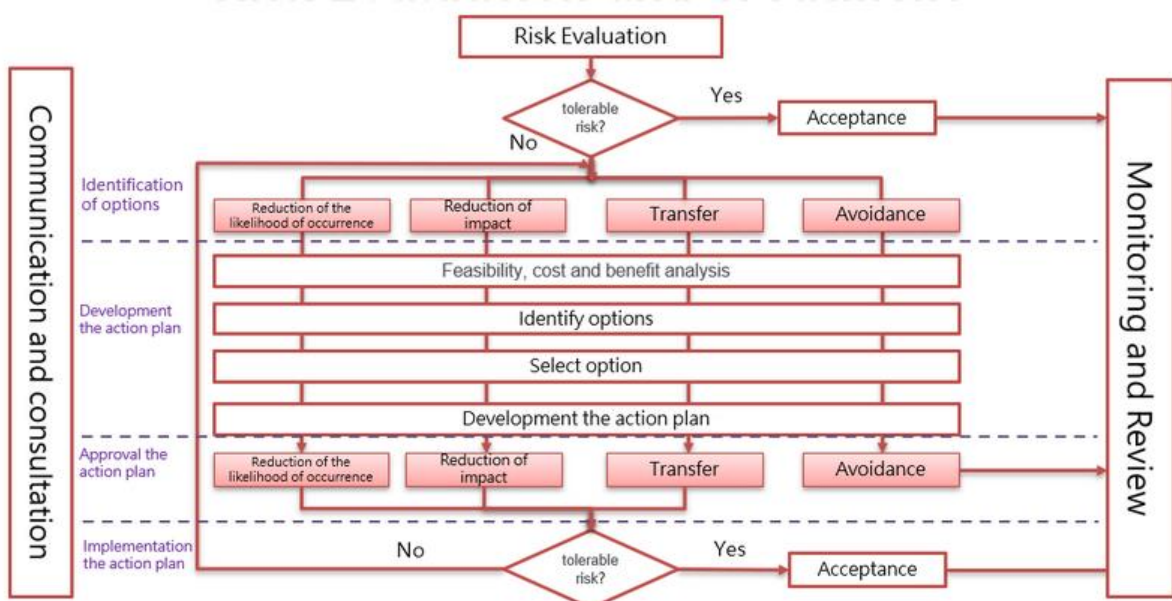 Risk Evaluation
tolerable
risk?
Yes
Acceptance
No
Communication and consultation
Monitoring and Review
Identification
of options
Reduction of the
likelihood of occurrence
Reduction of
impact
Transfer
Avoidance
Feasibility, cost and benefit analysis
Development
the action plan
Identify options
Select option
Development the action plan
Approval the
action plan
Reduction of the
likelihood of occurrence
Reduction of
impact
Transfer
Avoidance
Implementation
the action plan
No
tolerable
risk?
Yes
Acceptance